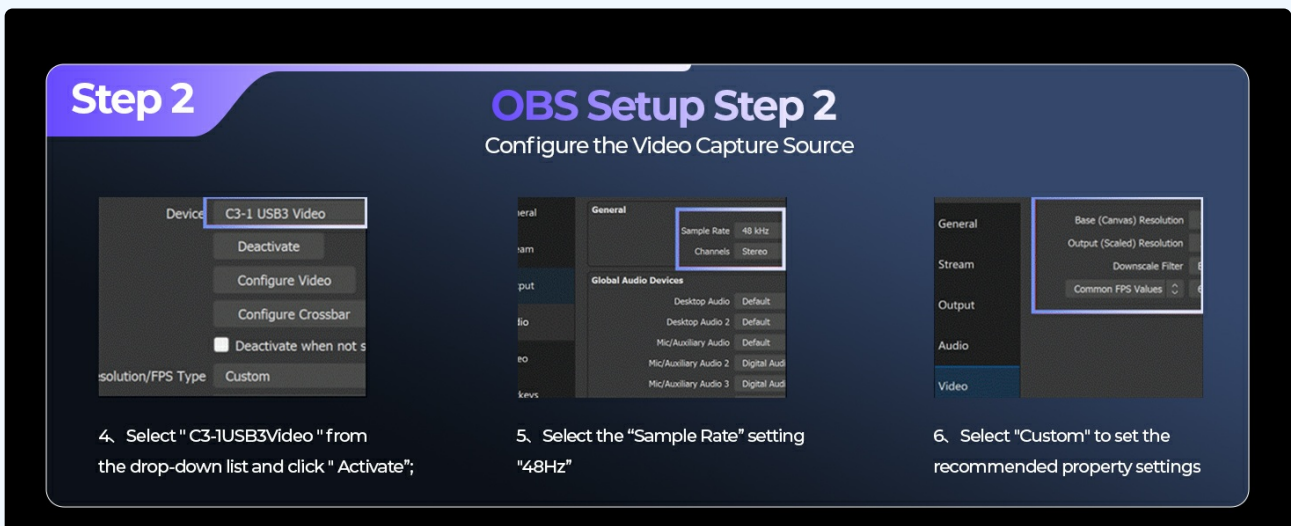 Step 2
OBS Setup Step 2
Configure the Video Capture Source
Device C3-1 USB3 Video
Deactivate
Configure Video
Configure Crossbar
Deactivate when not s
esolution/FPS Type Custom
4、Select " C3-1USB3Video " from
the drop-down list and click " Activate”;
neral
eam
tput
dio
eo
tkeys
General
Sample Rate 48 kHz
Channels Stereo
Global Audio Devices
Desktop Audio Default
Desktop Audio 2 Default
Mic/Auxiliary Audio Default
Mic/Auxiliary Audio 2 Digital Aud
Mic/Auxiliary Audio 3 Digital Aud
5、Select the “Sample Rate” setting
"48Hz”
General
Stream
Output
Audio
Video
Base (Canvas) Resolution
Output (Scaled) Resolution
Downscale Filter
Common FPS Values
6、Select "Custom" to set the
recommended property settings